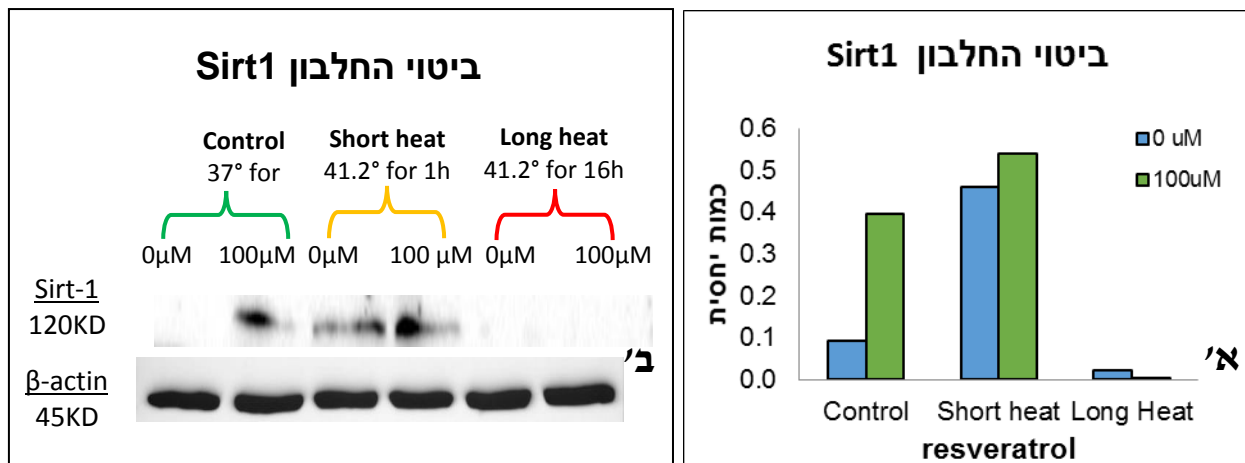 ביטוי החלבון Sirt1
Control Short heat Long heat
37° for 41.2° for 1h 41.2° for 16h
0µM 100µM 0µM 100 µM 0µM 100µM
Sirt-1
120KD
β-actin
45KD
ב'
ביטוי החלבון Sirt1
כמות יחסית
0.6
0.5
0.4
0.3
0.2
0.1
0.0
0 uM
100uM
א'
Control Short heat Long Heat
resveratrol